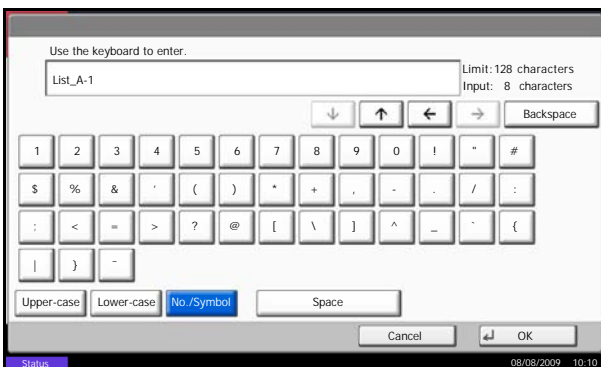 Use the keyboard to enter.
List_A-1
Limit: 128 characters
Input: 8 characters
↓ ↑ ← → Backspace
1 2 3 4 5 6 7 8 9 0 ! " #
$ % & ' ( ) * + , - . / :
; < = > ? @ [ \ ] ^ _ ` {
| } ~
Upper-case Lower-case No./Symbol Space
Cancel OK
Status 08/08/2009 10:10